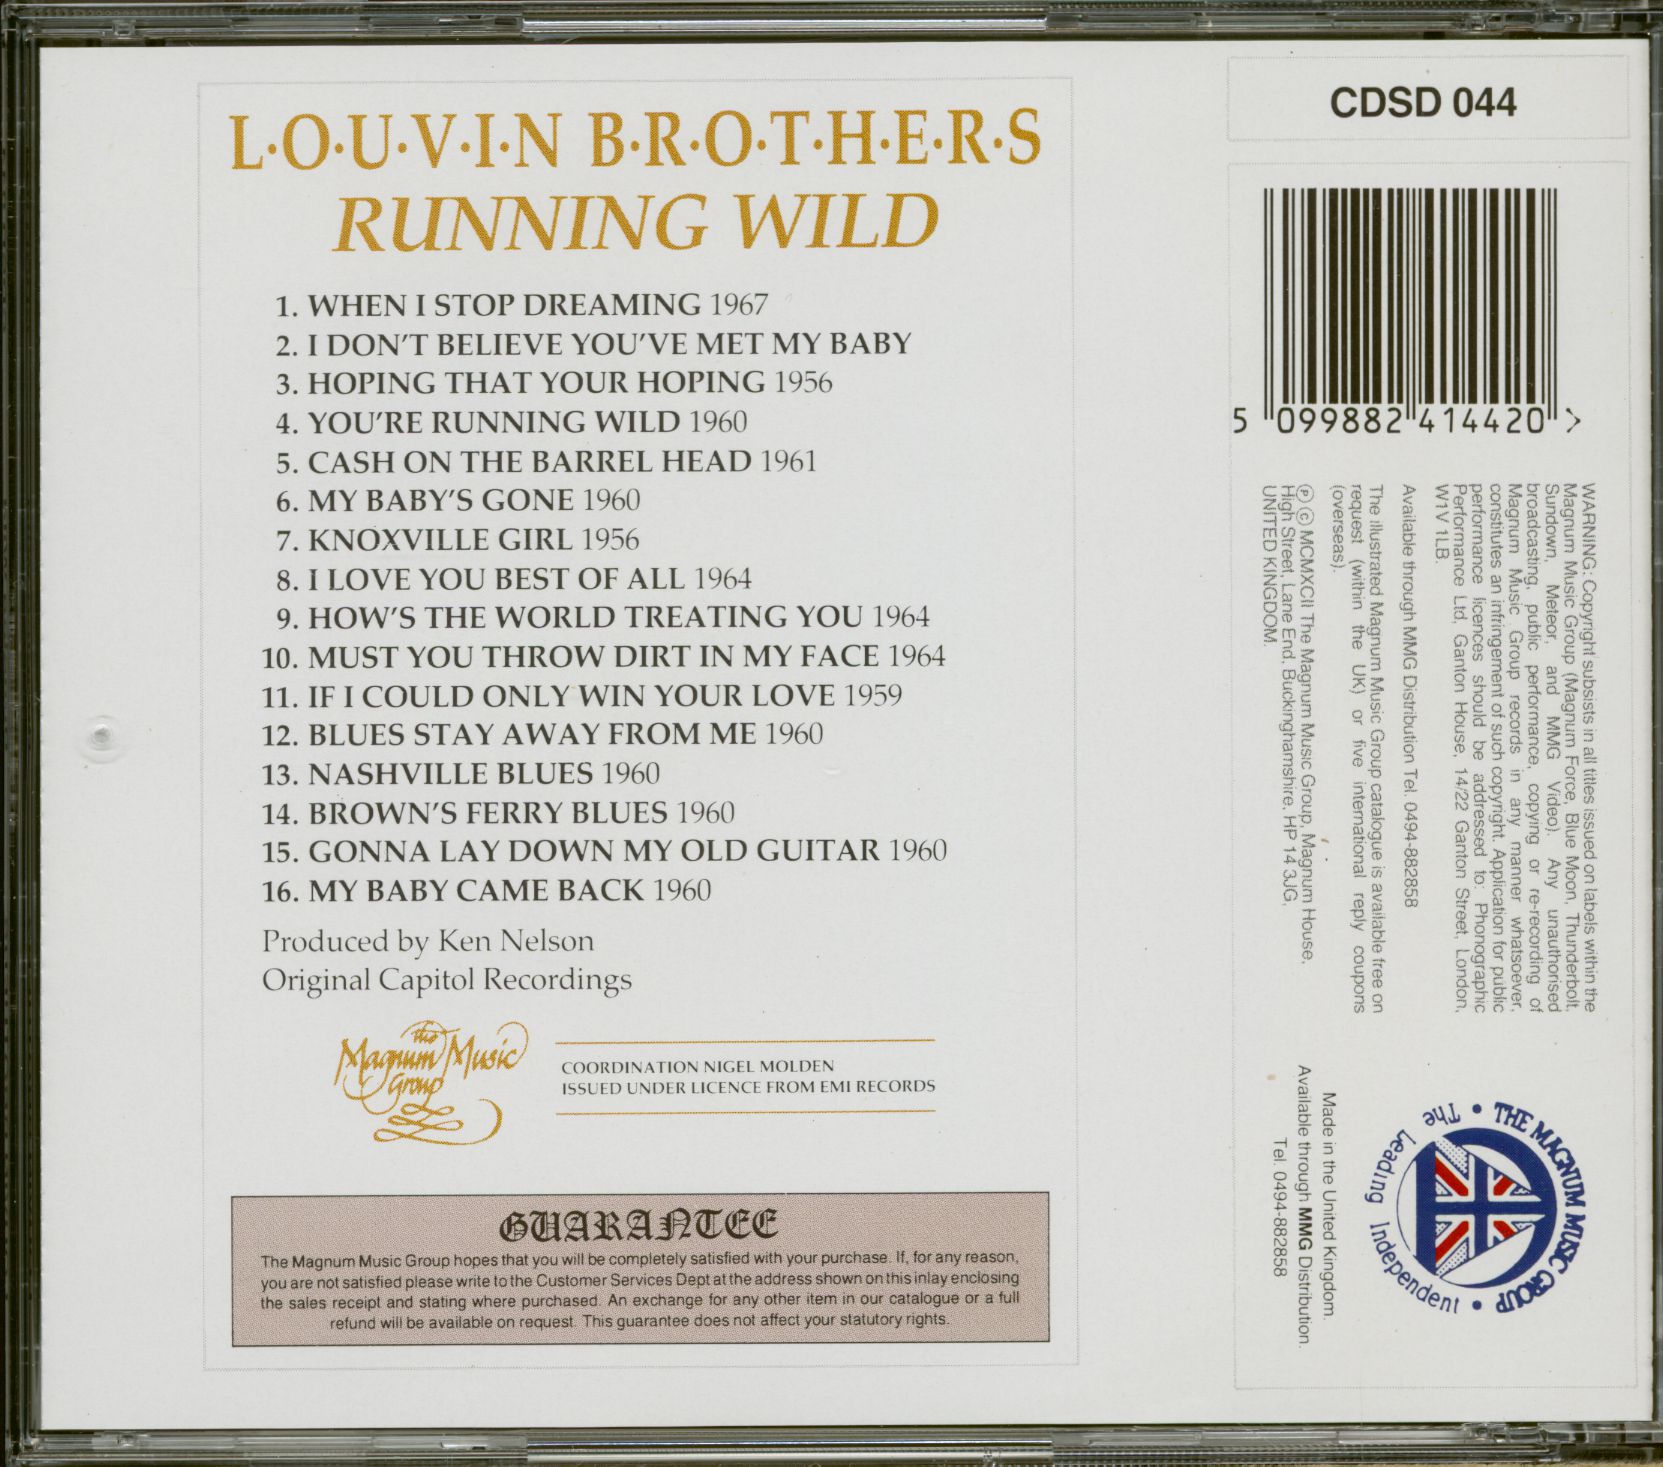 L·O·U·V·I·N B·R·O·T·H·E·R·S
RUNNING WILD
1. WHEN I STOP DREAMING 1967
2. I DON'T BELIEVE YOU'VE MET MY BABY
3. HOPING THAT YOUR HOPING 1956
4. YOU'RE RUNNING WILD 1960
5. CASH ON THE BARREL HEAD 1961
6. MY BABY'S GONE 1960
7. KNOXVILLE GIRL 1956
8. I LOVE YOU BEST OF ALL 1964
9. HOW'S THE WORLD TREATING YOU 1964
10. MUST YOU THROW DIRT IN MY FACE 1964
11. IF I COULD ONLY WIN YOUR LOVE 1959
12. BLUES STAY AWAY FROM ME 1960
13. NASHVILLE BLUES 1960
14. BROWN'S FERRY BLUES 1960
15. GONNA LAY DOWN MY OLD GUITAR 1960
16. MY BABY CAME BACK 1960
Produced by Ken Nelson
Original Capitol Recordings
the
Magnum Music
Group
COORDINATION NIGEL MOLDEN
ISSUED UNDER LICENCE FROM EMI RECORDS
GUARANTEE
The Magnum Music Group hopes that you will be completely satisfied with your purchase. If, for any reason,
you are not satisfied please write to the Customer Services Dept at the address shown on this inlay enclosing
the sales receipt and stating where purchased. An exchange for any other item in our catalogue or a full
refund will be available on request. This guarantee does not affect your statutory rights.
CDSD 044
5 099882 414420 >
WARNING: Copyright subsists in all titles issued on labels within the
Magnum Music Group (Magnum Force, Blue Moon, Thunderbolt,
Sundown, Meteor, and MMG Video). Any unauthorised
broadcasting, public performance, copying or re-recording of
Magnum Music Group records in any manner whatsoever,
constitutes an infringement of such copyright. Application for public
performance licences should be addressed to: Phonographic
Performance Ltd, Ganton House, 14/22 Ganton Street, London,
W1V 1LB.
Available through MMG Distribution Tel. 0494-882858
The illustrated Magnum Music Group catalogue is available free on
request (within the UK) or five international reply coupons
(overseas).
Ⓟ © MCMXCII The Magnum Music Group, Magnum House,
High Street, Lane End, Buckinghamshire. HP14 3JG,
UNITED KINGDOM.
Made in the United Kingdom.
Available through MMG Distribution.
Tel. 0494-882858
THE MAGNUM MUSIC GROUP
• The Leading Independent •